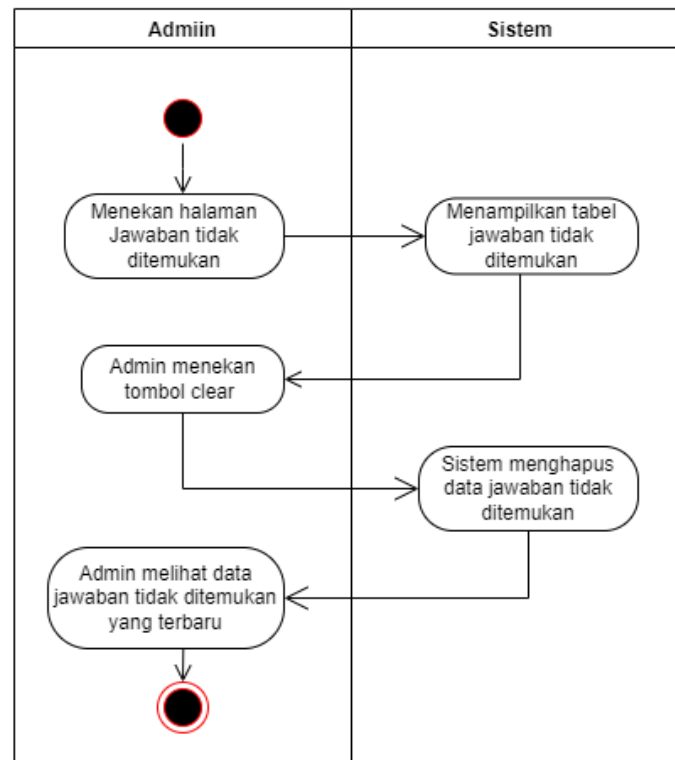 Admiin
Sistem
Menekan halaman
Jawaban tidak
ditemukan
Menampilkan tabel
jawaban tidak
ditemukan
Admin menekan
tombol clear
Sistem menghapus
data jawaban tidak
ditemukan
Admin melihat data
jawaban tidak ditemukan
yang terbaru